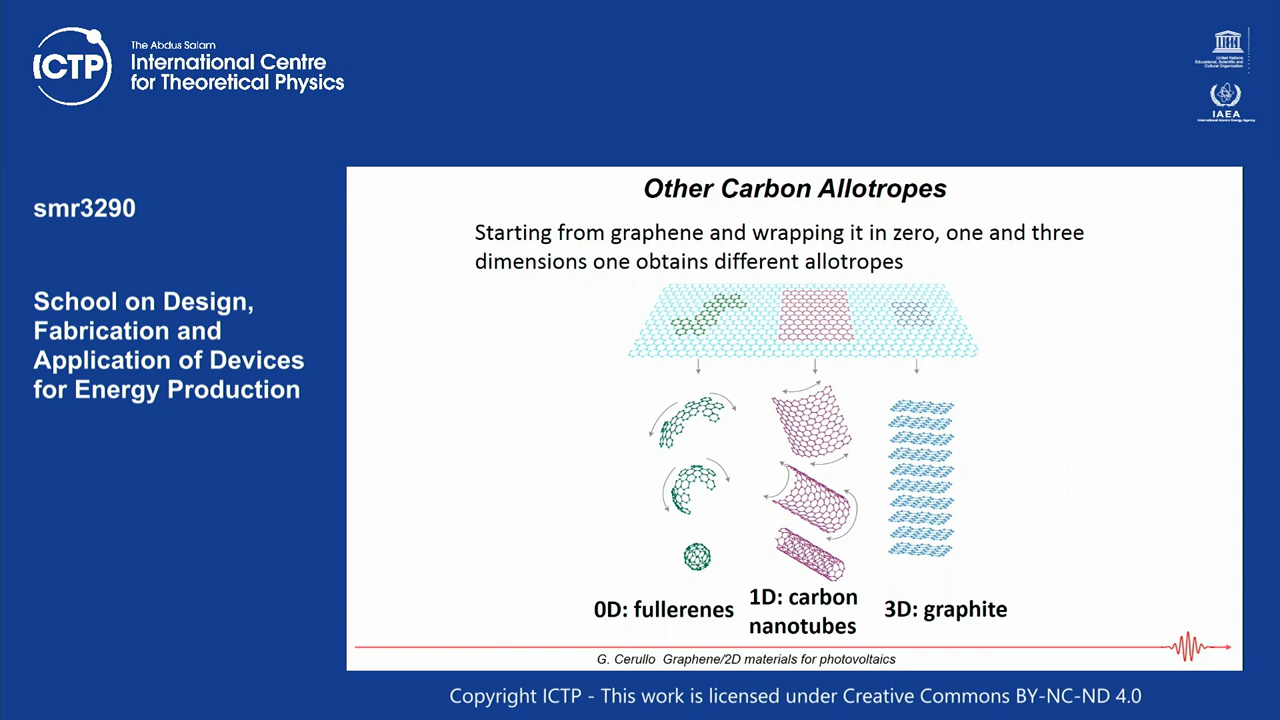 The Abdus Salam
International Centre
for Theoretical Physics
ICTP
United Nations
Educational, Scientific and
Cultural Organization
IAEA
International Atomic Energy Agency
smr3290
School on Design,
Fabrication and
Application of Devices
for Energy Production
Other Carbon Allotropes
Starting from graphene and wrapping it in zero, one and three
dimensions one obtains different allotropes
0D: fullerenes
1D: carbon
nanotubes
3D: graphite
G. Cerullo Graphene/2D materials for photovoltaics
Copyright ICTP - This work is licensed under Creative Commons BY-NC-ND 4.0